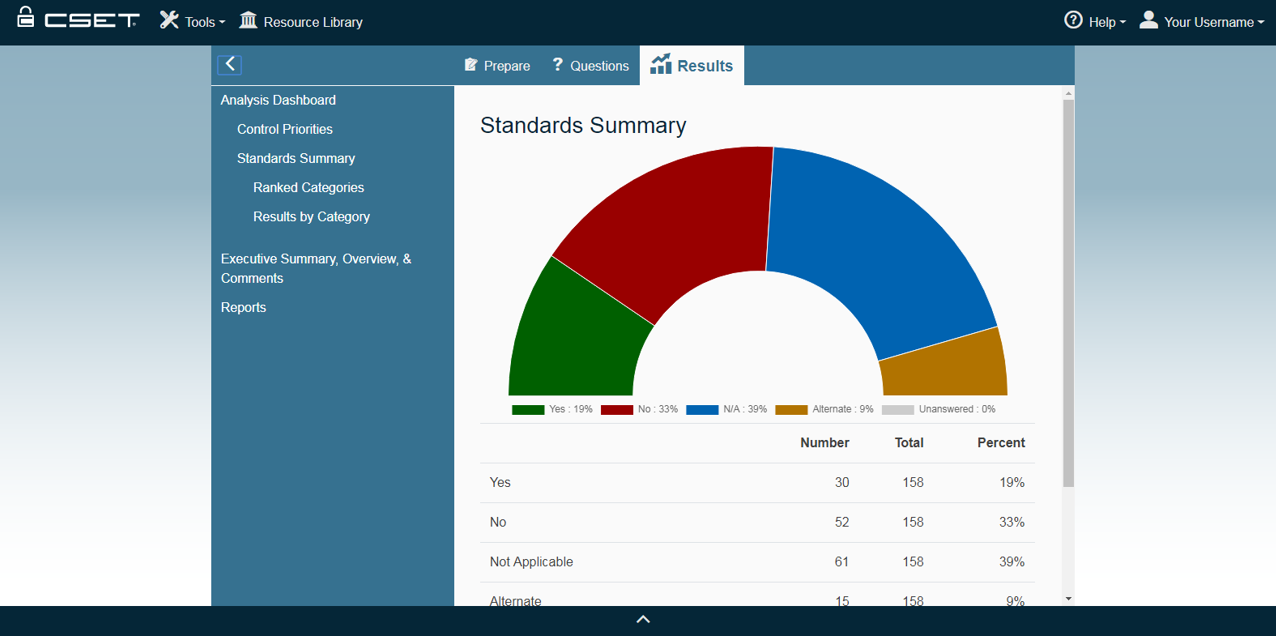 CSET Tools Resource Library Help Your Username
Prepare ? Questions Results
Analysis Dashboard
Control Priorities
Standards Summary
Ranked Categories
Results by Category
Executive Summary, Overview, &
Comments
Reports
Standards Summary
Yes : 19% No : 33% N/A : 39% Alternate : 9% Unanswered : 0%
Number Total Percent
Yes 30 158 19%
No 52 158 33%
Not Applicable 61 158 39%
Alternate 15 158 9%